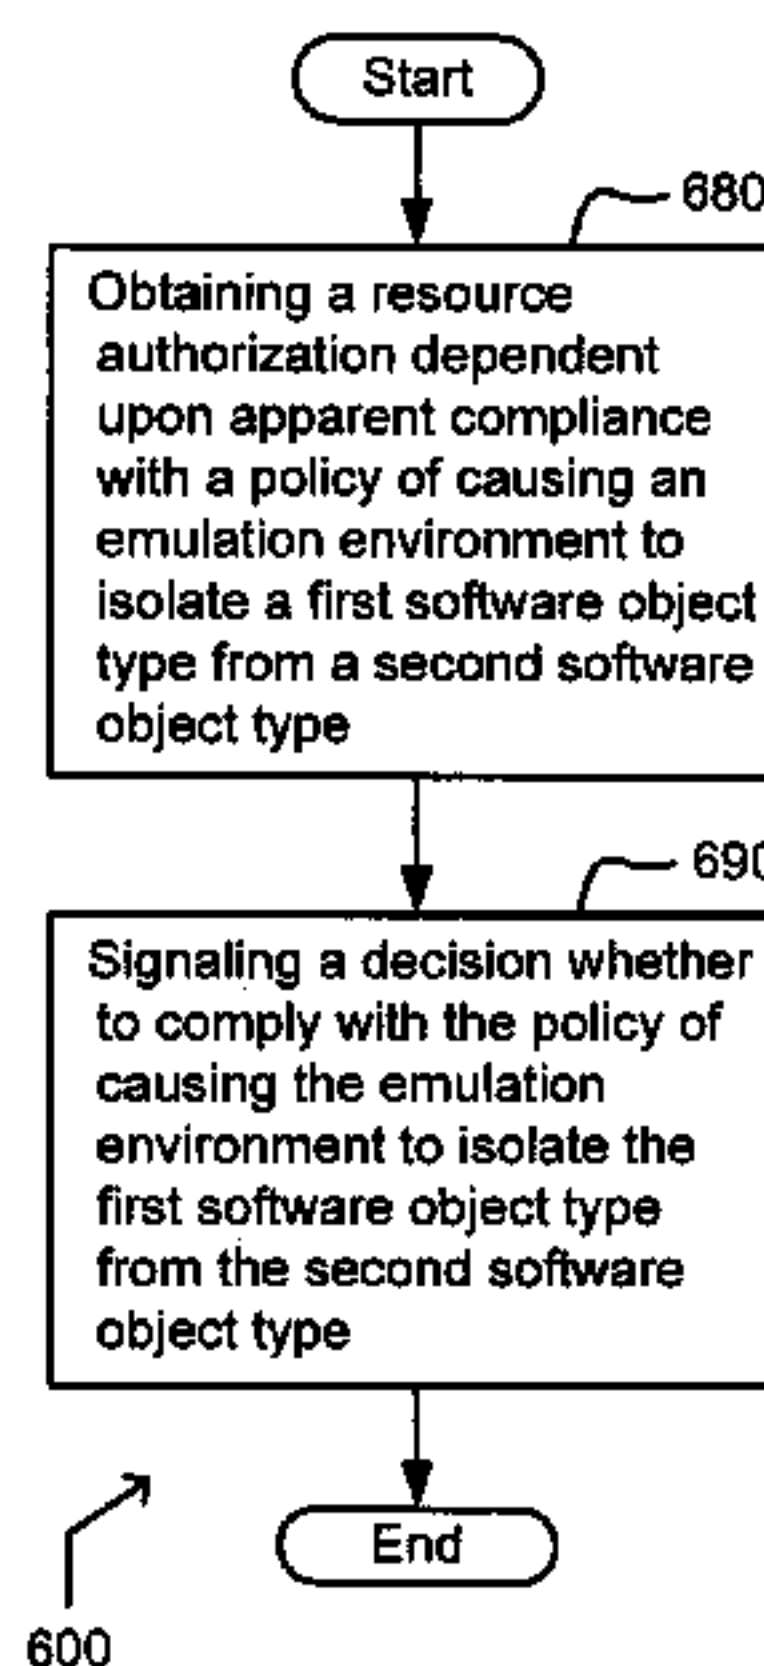 Start
680
Obtaining a resource
authorization dependent
upon apparent compliance
with a policy of causing an
emulation environment to
isolate a first software object
type from a second software
object type
690
Signaling a decision whether
to comply with the policy of
causing the emulation
environment to isolate the
first software object type
from the second software
object type
End
600